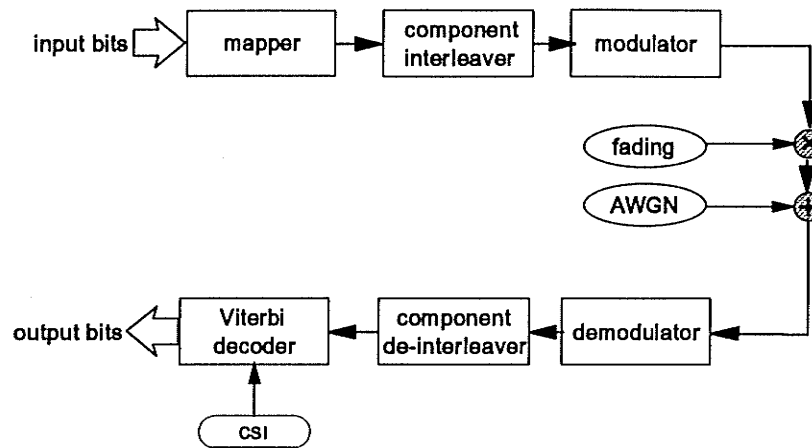 input bits
mapper
component
interleaver
modulator
fading
×
AWGN
+
output bits
Viterbi
decoder
component
de-interleaver
demodulator
CSI